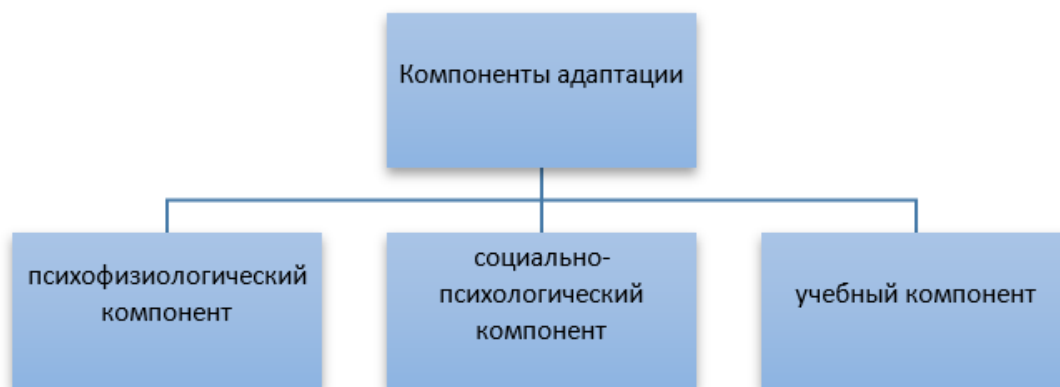 Компоненты адаптации
психофизиологический
компонент
социально-
психологический
компонент
учебный компонент